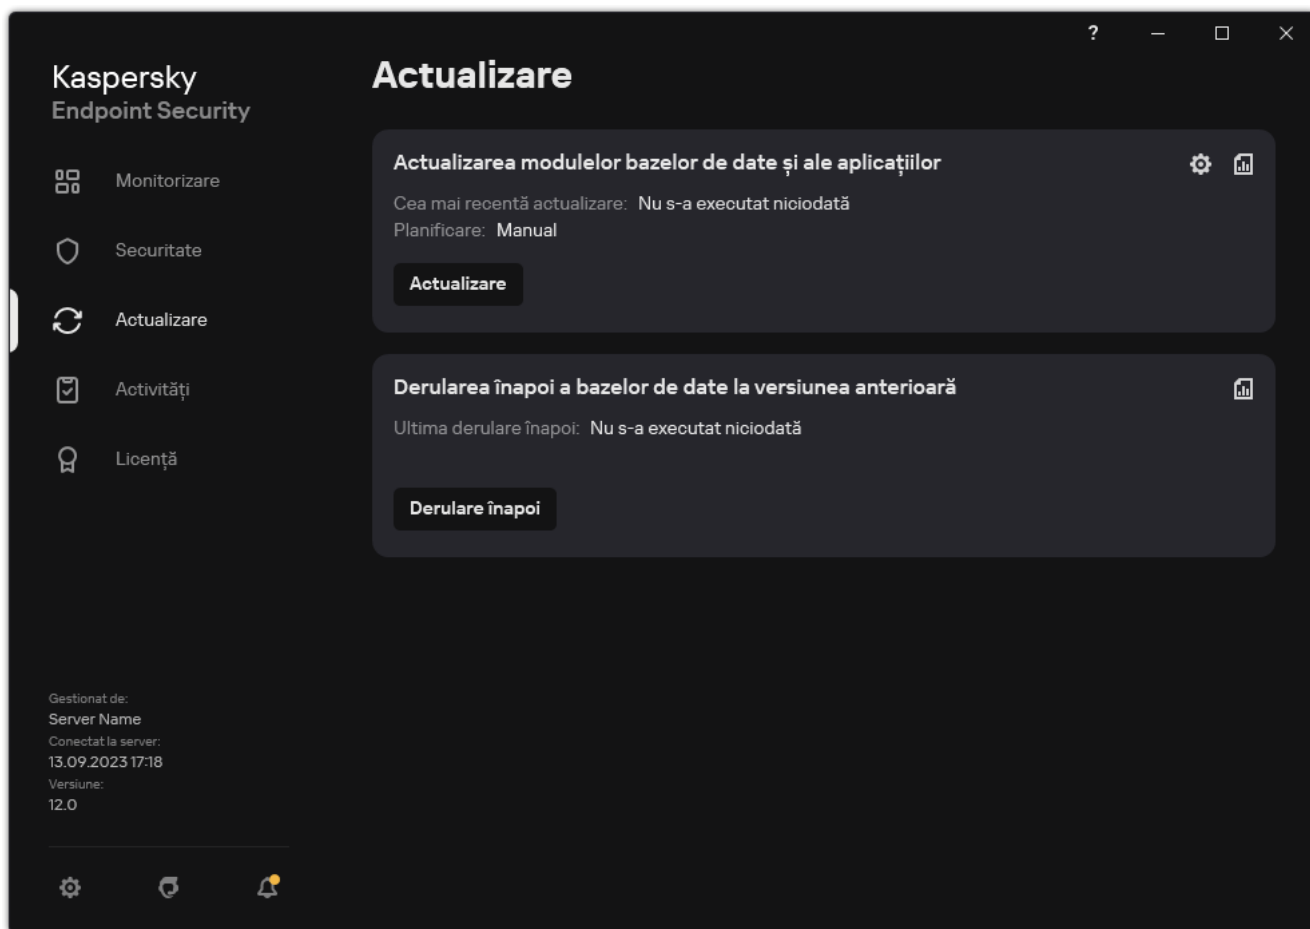 ?
Kaspersky
Endpoint Security
Monitorizare
Securitate
Actualizare
Activități
Licență
Gestionat de:
Server Name
Conectat la server:
13.09.2023 17:18
Versiune:
12.0
Actualizare
Actualizarea modulelor bazelor de date și ale aplicațiilor
Cea mai recentă actualizare: Nu s-a executat niciodată
Planificare: Manual
Actualizare
Derularea înapoi a bazelor de date la versiunea anterioară
Ultima derulare înapoi: Nu s-a executat niciodată
Derulare înapoi